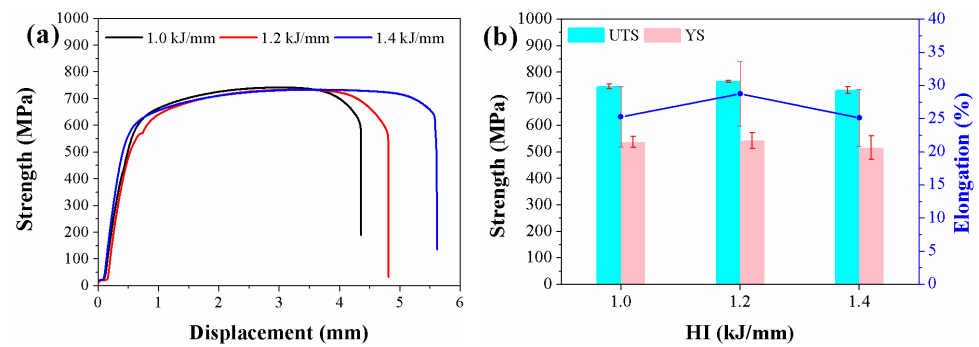 (a)
1.0 kJ/mm 1.2 kJ/mm 1.4 kJ/mm
Strength (MPa)
1000
900
800
700
600
500
400
300
200
100
0
0 1 2 3 4 5 6
Displacement (mm)
(b)
UTS YS
Strength (MPa)
1000
900
800
700
600
500
400
300
200
100
0
40
35
30
25
20
15
10
5
0
Elongation (%)
1.0 1.2 1.4
HI (kJ/mm)